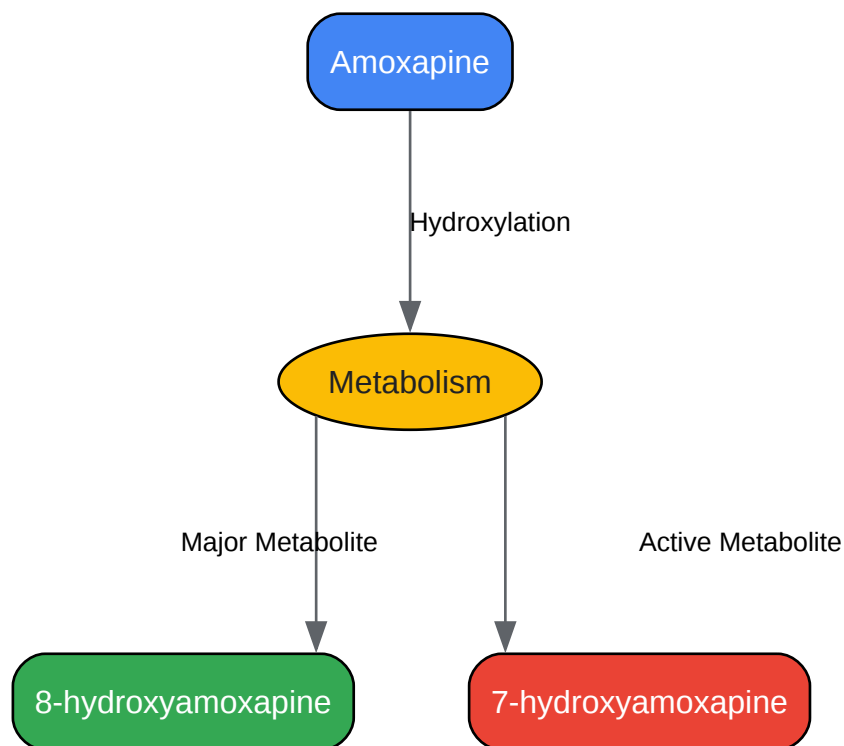 Amoxapine
Hydroxylation
Metabolism
Major Metabolite
Active Metabolite
8-hydroxyamoxapine
7-hydroxyamoxapine